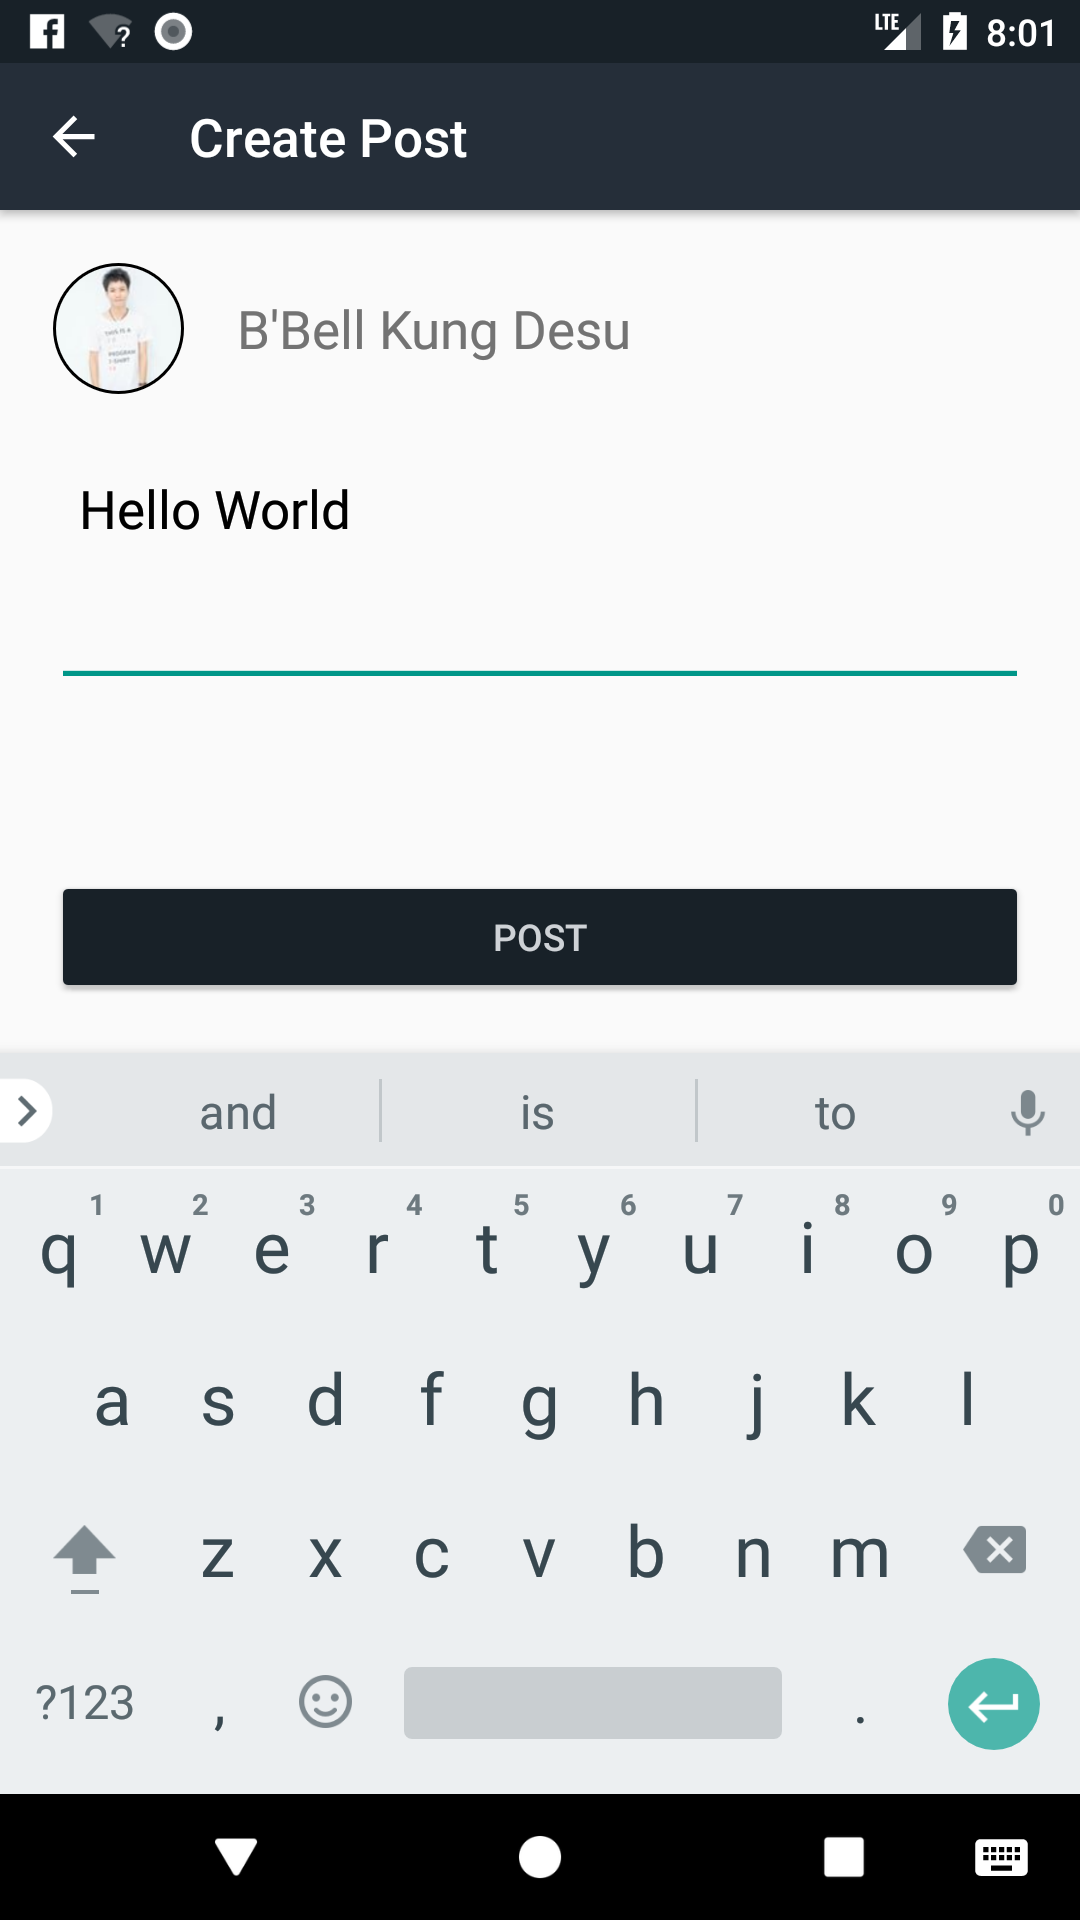 LTE 8:01
Create Post
B'Bell Kung Desu
Hello World
POST
and is to
1 2 3 4 5 6 7 8 9 0
q w e r t y u i o p
a s d f g h j k l
z x c v b n m
?123 , .